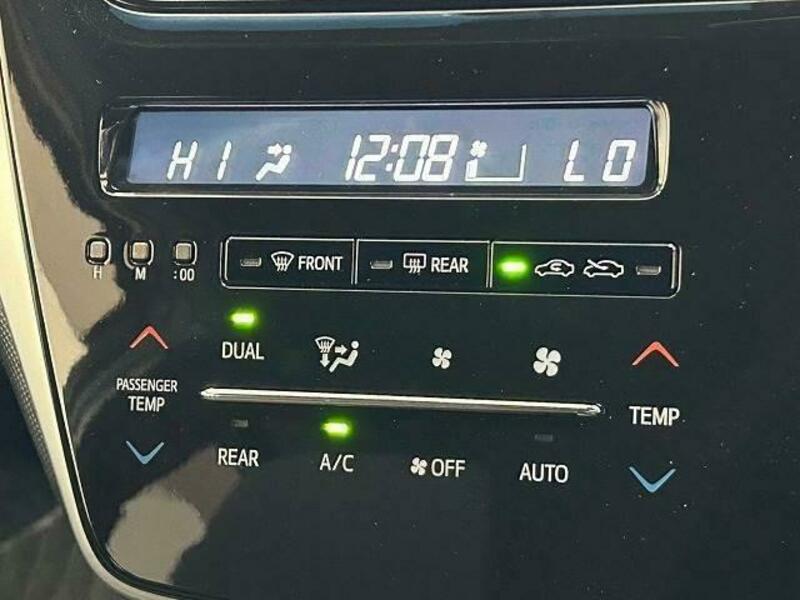 HI 12:08 LO
H M :00
FRONT REAR
DUAL
PASSENGER
TEMP
TEMP
REAR A/C OFF AUTO